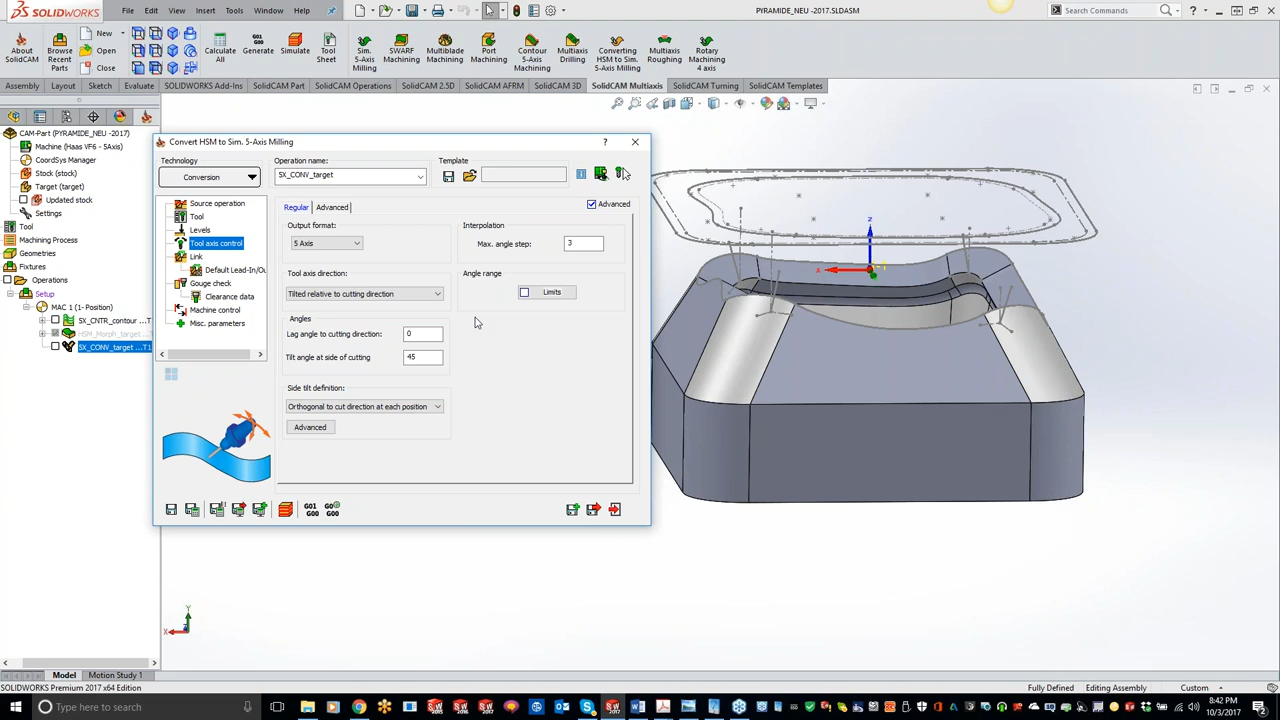 SOLIDWORKS File Edit View Insert Tools Window Help PYRAMIDE_NEU -2017.SLDASM Search Commands
About SolidCAM Browse Recent Parts New Open Close Calculate All Generate Simulate Tool Sheet Sim. 5-Axis Milling SWARF Machining Multiblade Machining Port Machining Contour 5-Axis Machining Multiaxis Drilling Converting HSM to Sim. 5-Axis Milling Multiaxis Roughing Rotary Machining 4 axis
G01 G00
Assembly Layout Sketch Evaluate SOLIDWORKS Add-Ins SolidCAM Part SolidCAM Operations SolidCAM 2.5D SolidCAM AFRM SolidCAM 3D SolidCAM Multiaxis SolidCAM Turning SolidCAM Templates
CAM-Part (PYRAMIDE_NEU -2017)
Machine (Haas VF6 - 5Axis)
CoordSys Manager
Stock (stock)
Target (target)
Updated stock
Settings
Tool
Machining Process
Geometries
Fixtures
Operations
Setup
MAC 1 (1- Position)
5X_CNTR_contour ...T
HSM_Morph_target
5X_CONV_target ...T1
Convert HSM to Sim. 5-Axis Milling ?
Technology Operation name: Template
Conversion 5X_CONV_target
Source operation
Tool
Levels
Tool axis control
Link
Default Lead-In/Ou
Gouge check
Clearance data
Machine control
Misc. parameters
Regular Advanced Advanced
Output format: Interpolation
5 Axis Max. angle step: 3
Tool axis direction: Angle range
Tilted relative to cutting direction Limits
Angles
Lag angle to cutting direction: 0
Tilt angle at side of cutting 45
Side tilt definition:
Orthogonal to cut direction at each position
Advanced
G01 G00
z
x
Y
X
Model Motion Study 1
SOLIDWORKS Premium 2017 x64 Edition Fully Defined Editing Assembly Custom
Type here to search 8:42 PM
10/3/2017